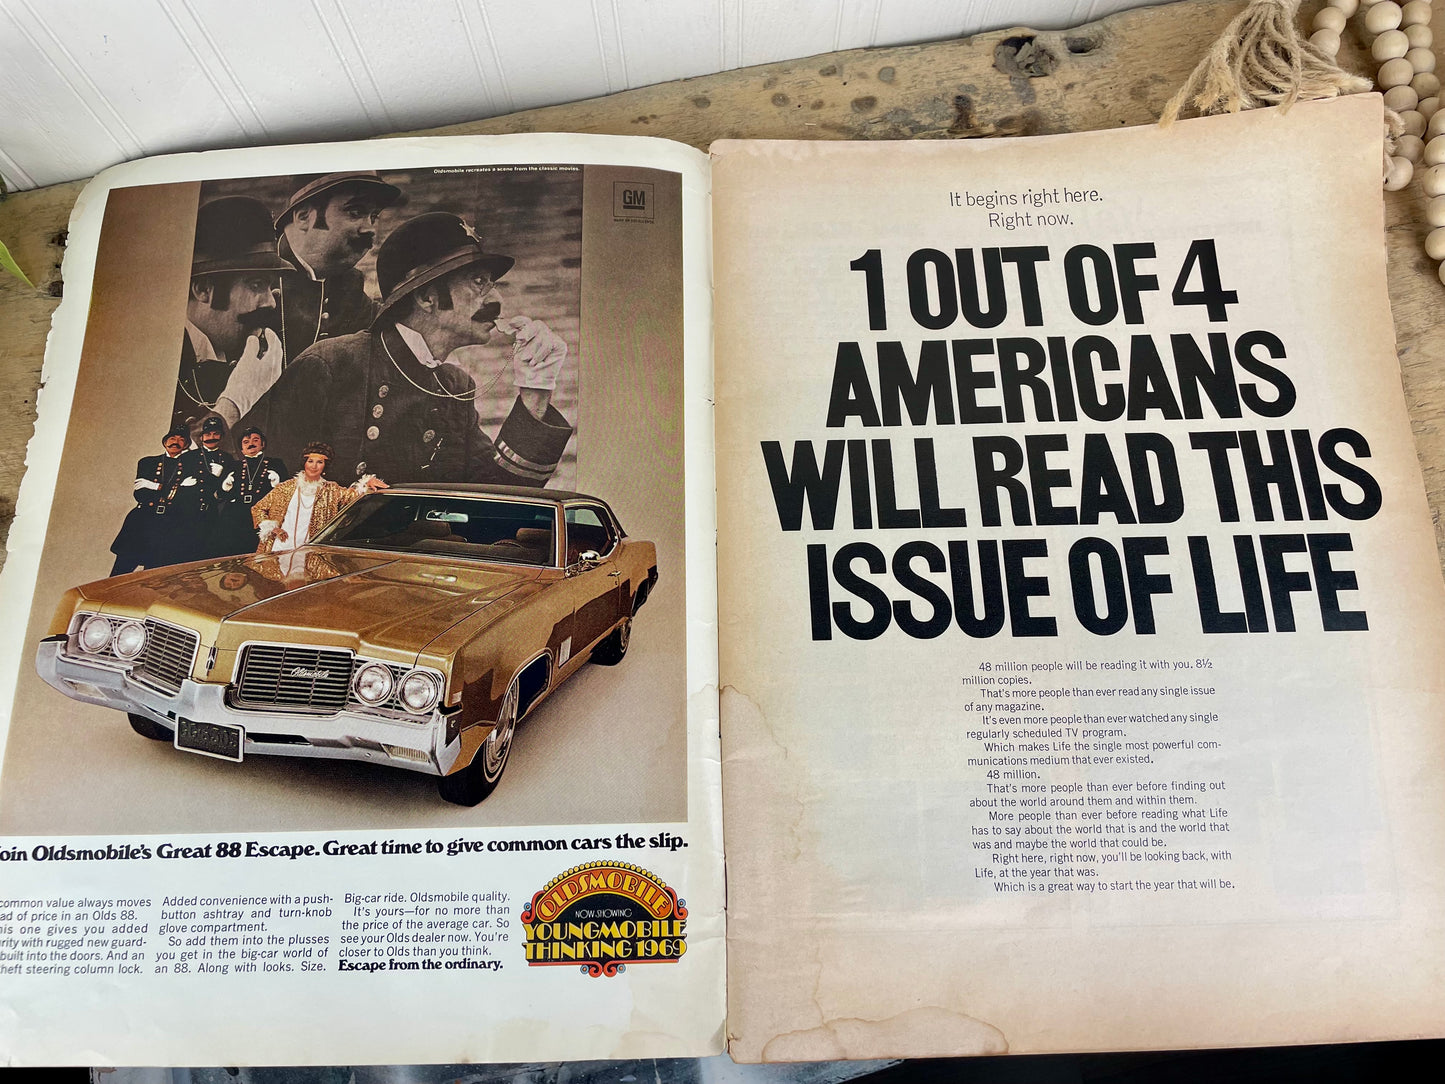 Oldsmobile recreates a scene from the classic movies.
GM
MARK OF EXCELLENCE
Oldsmobile
oin Oldsmobile's Great 88 Escape. Great time to give common cars the slip.
common value always moves
ad of price in an Olds 88.
his one gives you added
rity with rugged new guard-
built into the doors. And an
heft steering column lock.
Added convenience with a push-
button ashtray and turn-knob
glove compartment.
So add them into the plusses
you get in the big-car world of
an 88. Along with looks. Size.
Big-car ride. Oldsmobile quality.
It's yours—for no more than
the price of the average car. So
see your Olds dealer now. You're
closer to Olds than you think.
Escape from the ordinary.
OLDSMOBILE
NOW SHOWING
YOUNGMOBILE
THINKING 1969
It begins right here.
Right now.
1 OUT OF 4
AMERICANS
WILL READ THIS
ISSUE OF LIFE
48 million people will be reading it with you. 8½
million copies.
That's more people than ever read any single issue
of any magazine.
It's even more people than ever watched any single
regularly scheduled TV program.
Which makes Life the single most powerful com-
munications medium that ever existed.
48 million.
That's more people than ever before finding out
about the world around them and within them.
More people than ever before reading what Life
has to say about the world that is and the world that
was and maybe the world that could be.
Right here, right now, you'll be looking back, with
Life, at the year that was.
Which is a great way to start the year that will be.